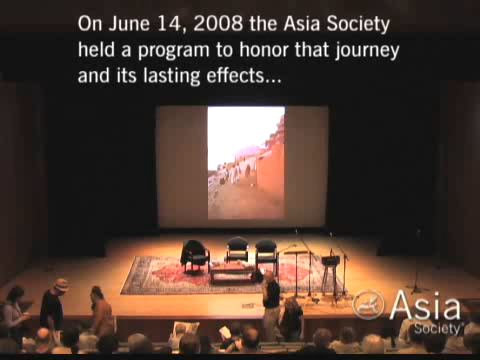 On June 14, 2008 the Asia Society
held a program to honor that journey
and its lasting effects...
Asia
Society